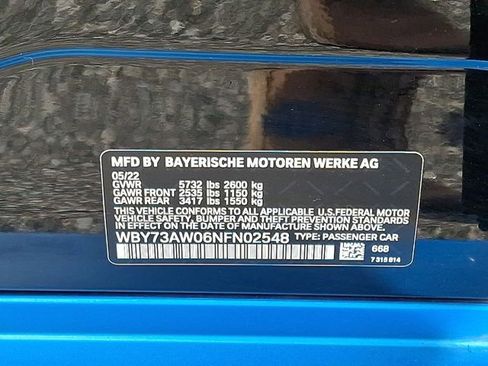 MFD BY BAYERISCHE MOTOREN WERKE AG
05/22
GVWR 5732 lbs 2600 kg
GAWR FRONT 2535 lbs 1150 kg
GAWR REAR 3417 lbs 1550 kg
THIS VEHICLE CONFORMS TO ALL APPLICABLE U.S. FEDERAL MOTOR
VEHICLE SAFETY, BUMPER AND THEFT PREVENTION STANDARDS
IN EFFECT ON THE DATE OF MANUFACTURE SHOWN ABOVE.
WBY73AW06NFN02548 TYPE: PASSENGER CAR
668
7 315 814